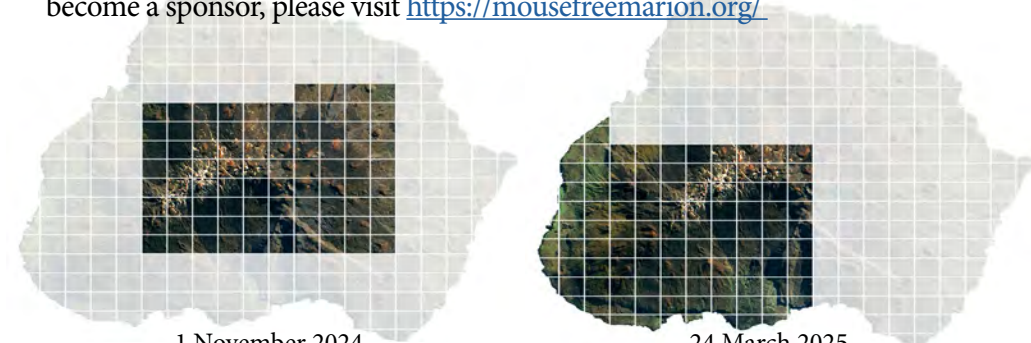 become a sponsor, please visit https://mousefreemarion.org/
1 November 2024
24 March 2025